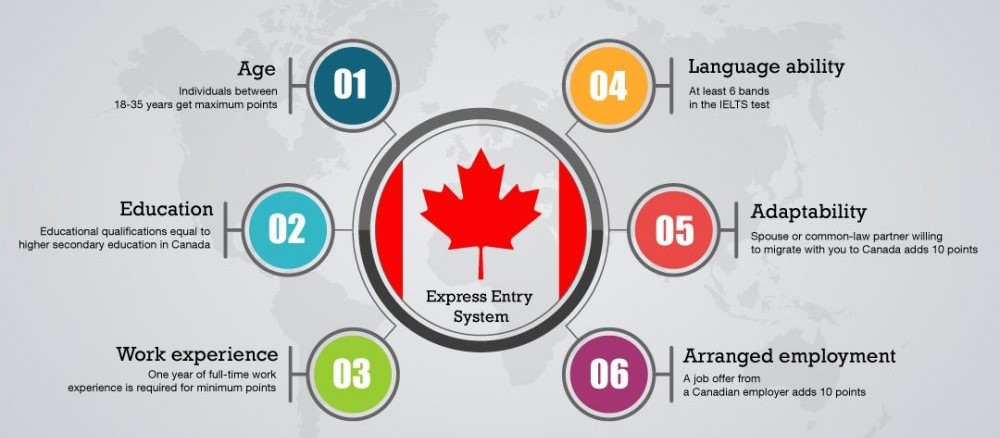 01
Age
Individuals between
18-35 years get maximum points
02
Education
Educational qualifications equal to
higher secondary education in Canada
03
Work experience
One year of full-time work
experience is required for minimum points
Express Entry
System
04
Language ability
At least 6 bands
in the IELTS test
05
Adaptability
Spouse or common-law partner willing
to migrate with you to Canada adds 10 points
06
Arranged employment
A job offer from
a Canadian employer adds 10 points